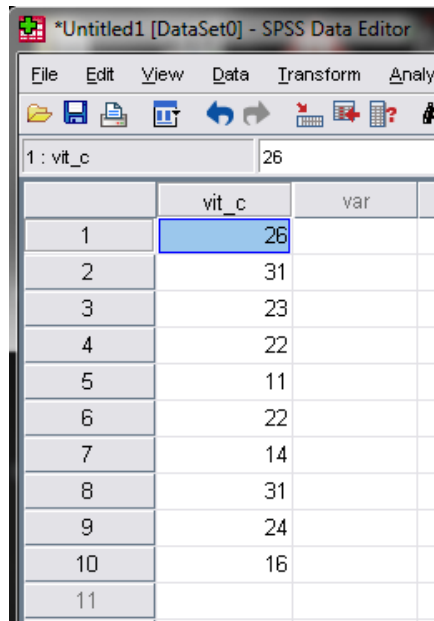 *Untitled1 [DataSet0] - SPSS Data Editor
File Edit View Data Transform Analy
1 : vit_c 26
vit_c var
1 26
2 31
3 23
4 22
5 11
6 22
7 14
8 31
9 24
10 16
11